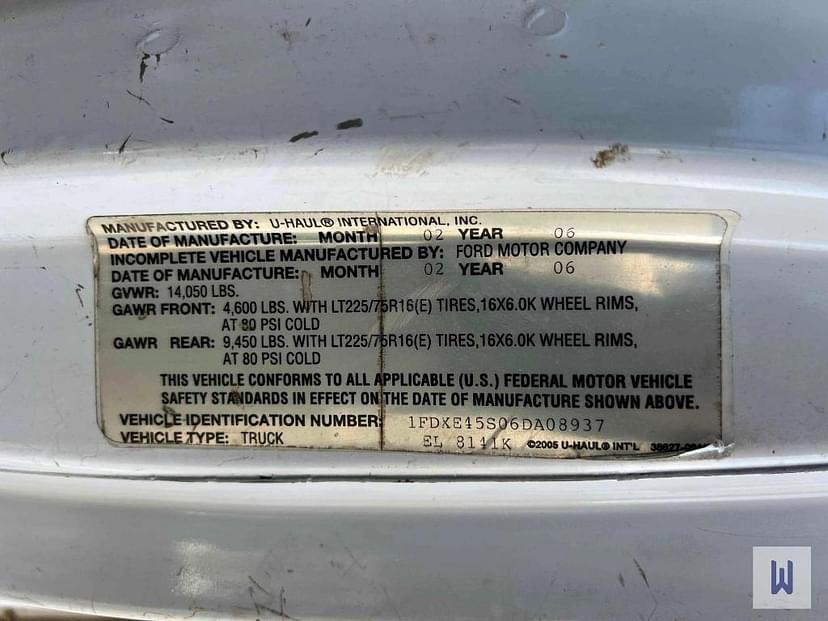 MANUFACTURED BY: U-HAUL® INTERNATIONAL, INC.
DATE OF MANUFACTURE: MONTH 02 YEAR 06
INCOMPLETE VEHICLE MANUFACTURED BY: FORD MOTOR COMPANY
DATE OF MANUFACTURE: MONTH 02 YEAR 06
GVWR: 14,050 LBS.
GAWR FRONT: 4,600 LBS. WITH LT225/75R16(E) TIRES,16X6.0K WHEEL RIMS,
AT 80 PSI COLD
GAWR REAR: 9,450 LBS. WITH LT225/75R16(E) TIRES,16X6.0K WHEEL RIMS,
AT 80 PSI COLD
THIS VEHICLE CONFORMS TO ALL APPLICABLE (U.S.) FEDERAL MOTOR VEHICLE
SAFETY STANDARDS IN EFFECT ON THE DATE OF MANUFACTURE SHOWN ABOVE.
VEHICLE IDENTIFICATION NUMBER: 1FDXE45S06DA08937
VEHICLE TYPE: TRUCK EL 8141K ©2005 U-HAUL® INT'L
W